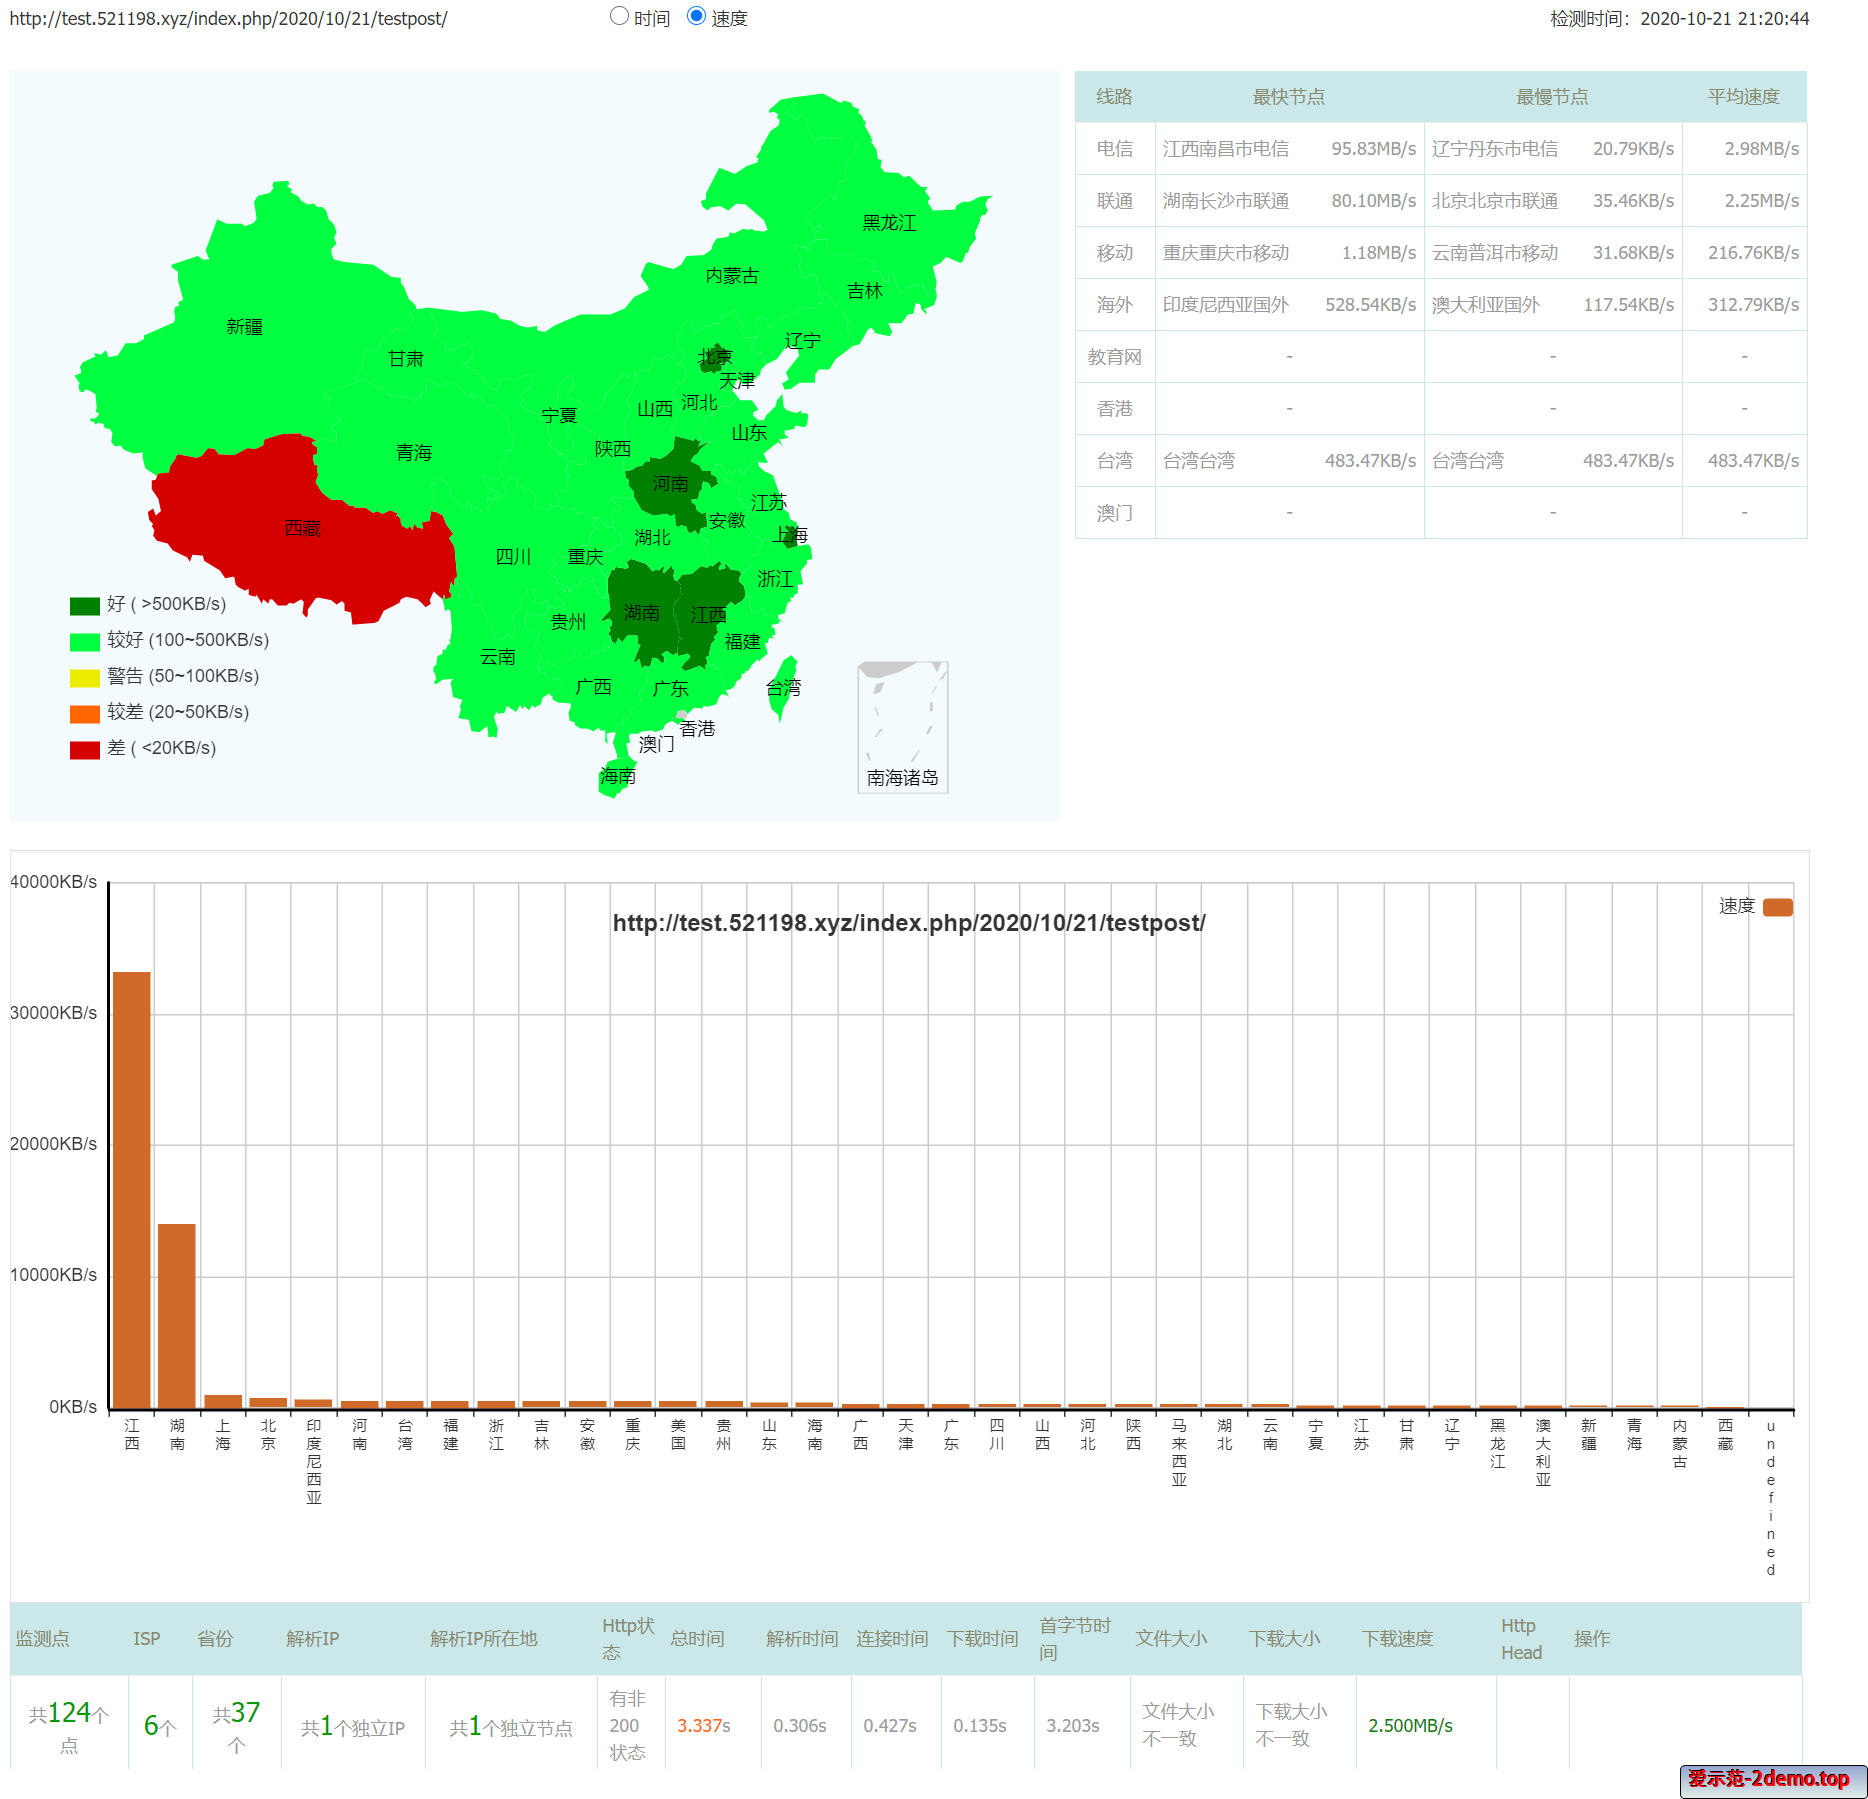 http://test.521198.xyz/index.php/2020/10/21/testpost/
时间 速度
检测时间：2020-10-21 21:20:44
黑龙江
内蒙古
吉林
新疆
辽宁
甘肃
北京
天津
山西 河北
宁夏
山东
陕西
青海
河南
江苏
安徽
西藏
上海
湖北
四川 重庆
浙江
湖南 江西
贵州
福建
云南
广西 广东 台湾
香港
澳门
海南
南海诸岛
好 ( >500KB/s)
较好 (100~500KB/s)
警告 (50~100KB/s)
较差 (20~50KB/s)
差 ( <20KB/s)
线路 最快节点 最慢节点 平均速度
电信 江西南昌市电信 95.83MB/s 辽宁丹东市电信 20.79KB/s 2.98MB/s
联通 湖南长沙市联通 80.10MB/s 北京北京市联通 35.46KB/s 2.25MB/s
移动 重庆重庆市移动 1.18MB/s 云南普洱市移动 31.68KB/s 216.76KB/s
海外 印度尼西亚国外 528.54KB/s 澳大利亚国外 117.54KB/s 312.79KB/s
教育网 - - -
香港 - - -
台湾 台湾台湾 483.47KB/s 台湾台湾 483.47KB/s 483.47KB/s
澳门 - - -
http://test.521198.xyz/index.php/2020/10/21/testpost/
速度
40000KB/s
30000KB/s
20000KB/s
10000KB/s
0KB/s
江西 湖南 上海 北京 印度尼西亚 河南 台湾 福建 浙江 吉林 安徽 重庆 美国 贵州 山东 海南 广西 天津 广东 四川 山西 河北 陕西 马来西亚 湖北 云南 宁夏 江苏 甘肃 辽宁 黑龙江 澳大利亚 新疆 青海 内蒙古 西藏 undefined
监测点 ISP 省份 解析IP 解析IP所在地 Http状态 总时间 解析时间 连接时间 下载时间 首字节时间 文件大小 下载大小 下载速度 Http Head 操作
共124个点 6个 共37个 共1个独立IP 共1个独立节点 有非200状态 3.337s 0.306s 0.427s 0.135s 3.203s 文件大小不一致 下载大小不一致 2.500MB/s
爱示范-2demo.top